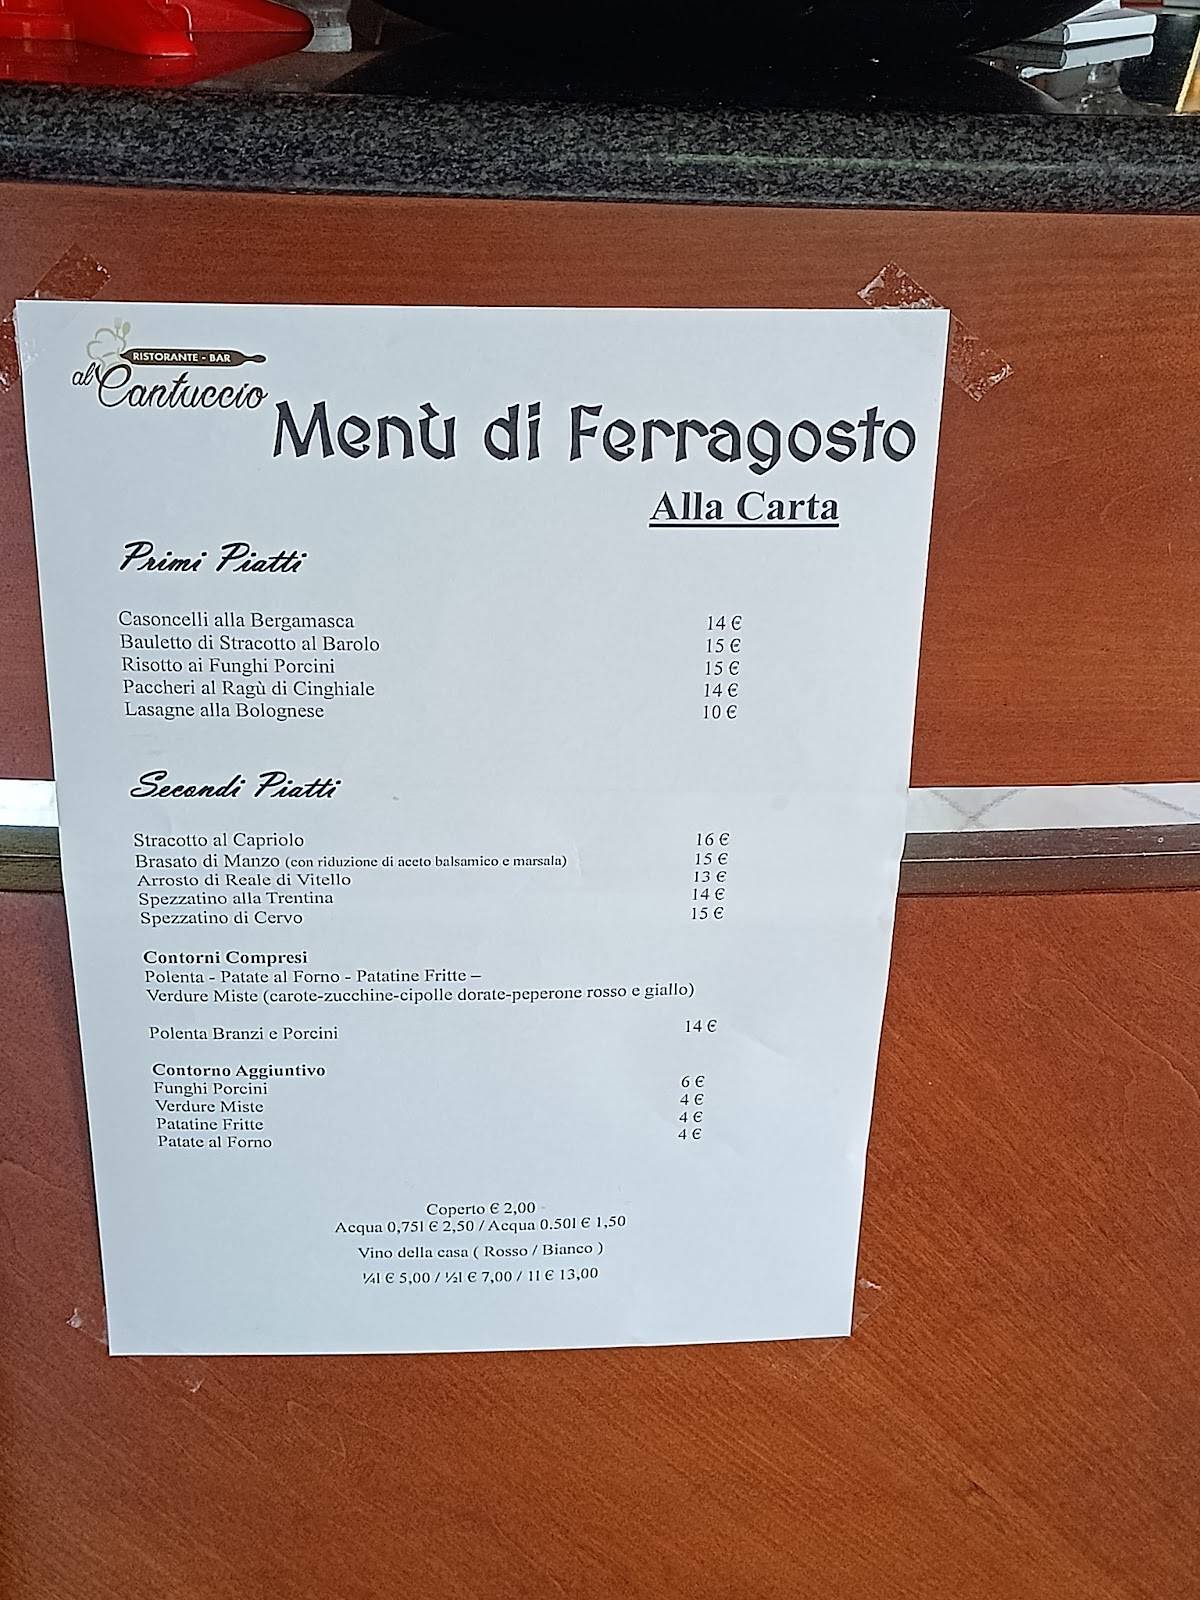 RISTORANTE - BAR
al Cantuccio
Menù di Ferragosto
Alla Carta
Primi Piatti
Casoncelli alla Bergamasca 14 €
Bauletto di Stracotto al Barolo 15 €
Risotto ai Funghi Porcini 15 €
Paccheri al Ragù di Cinghiale 14 €
Lasagne alla Bolognese 10 €
Secondi Piatti
Stracotto al Capriolo 16 €
Brasato di Manzo (con riduzione di aceto balsamico e marsala) 15 €
Arrosto di Reale di Vitello 13 €
Spezzatino alla Trentina 14 €
Spezzatino di Cervo 15 €
Contorni Compresi
Polenta - Patate al Forno - Patatine Fritte –
Verdure Miste (carote-zucchine-cipolle dorate-peperone rosso e giallo)
Polenta Branzi e Porcini 14 €
Contorno Aggiuntivo
Funghi Porcini 6 €
Verdure Miste 4 €
Patatine Fritte 4 €
Patate al Forno 4 €
Coperto € 2,00
Acqua 0,75l € 2,50 / Acqua 0.50l € 1,50
Vino della casa ( Rosso / Bianco )
¼l € 5,00 / ½l € 7,00 / 1l € 13,00